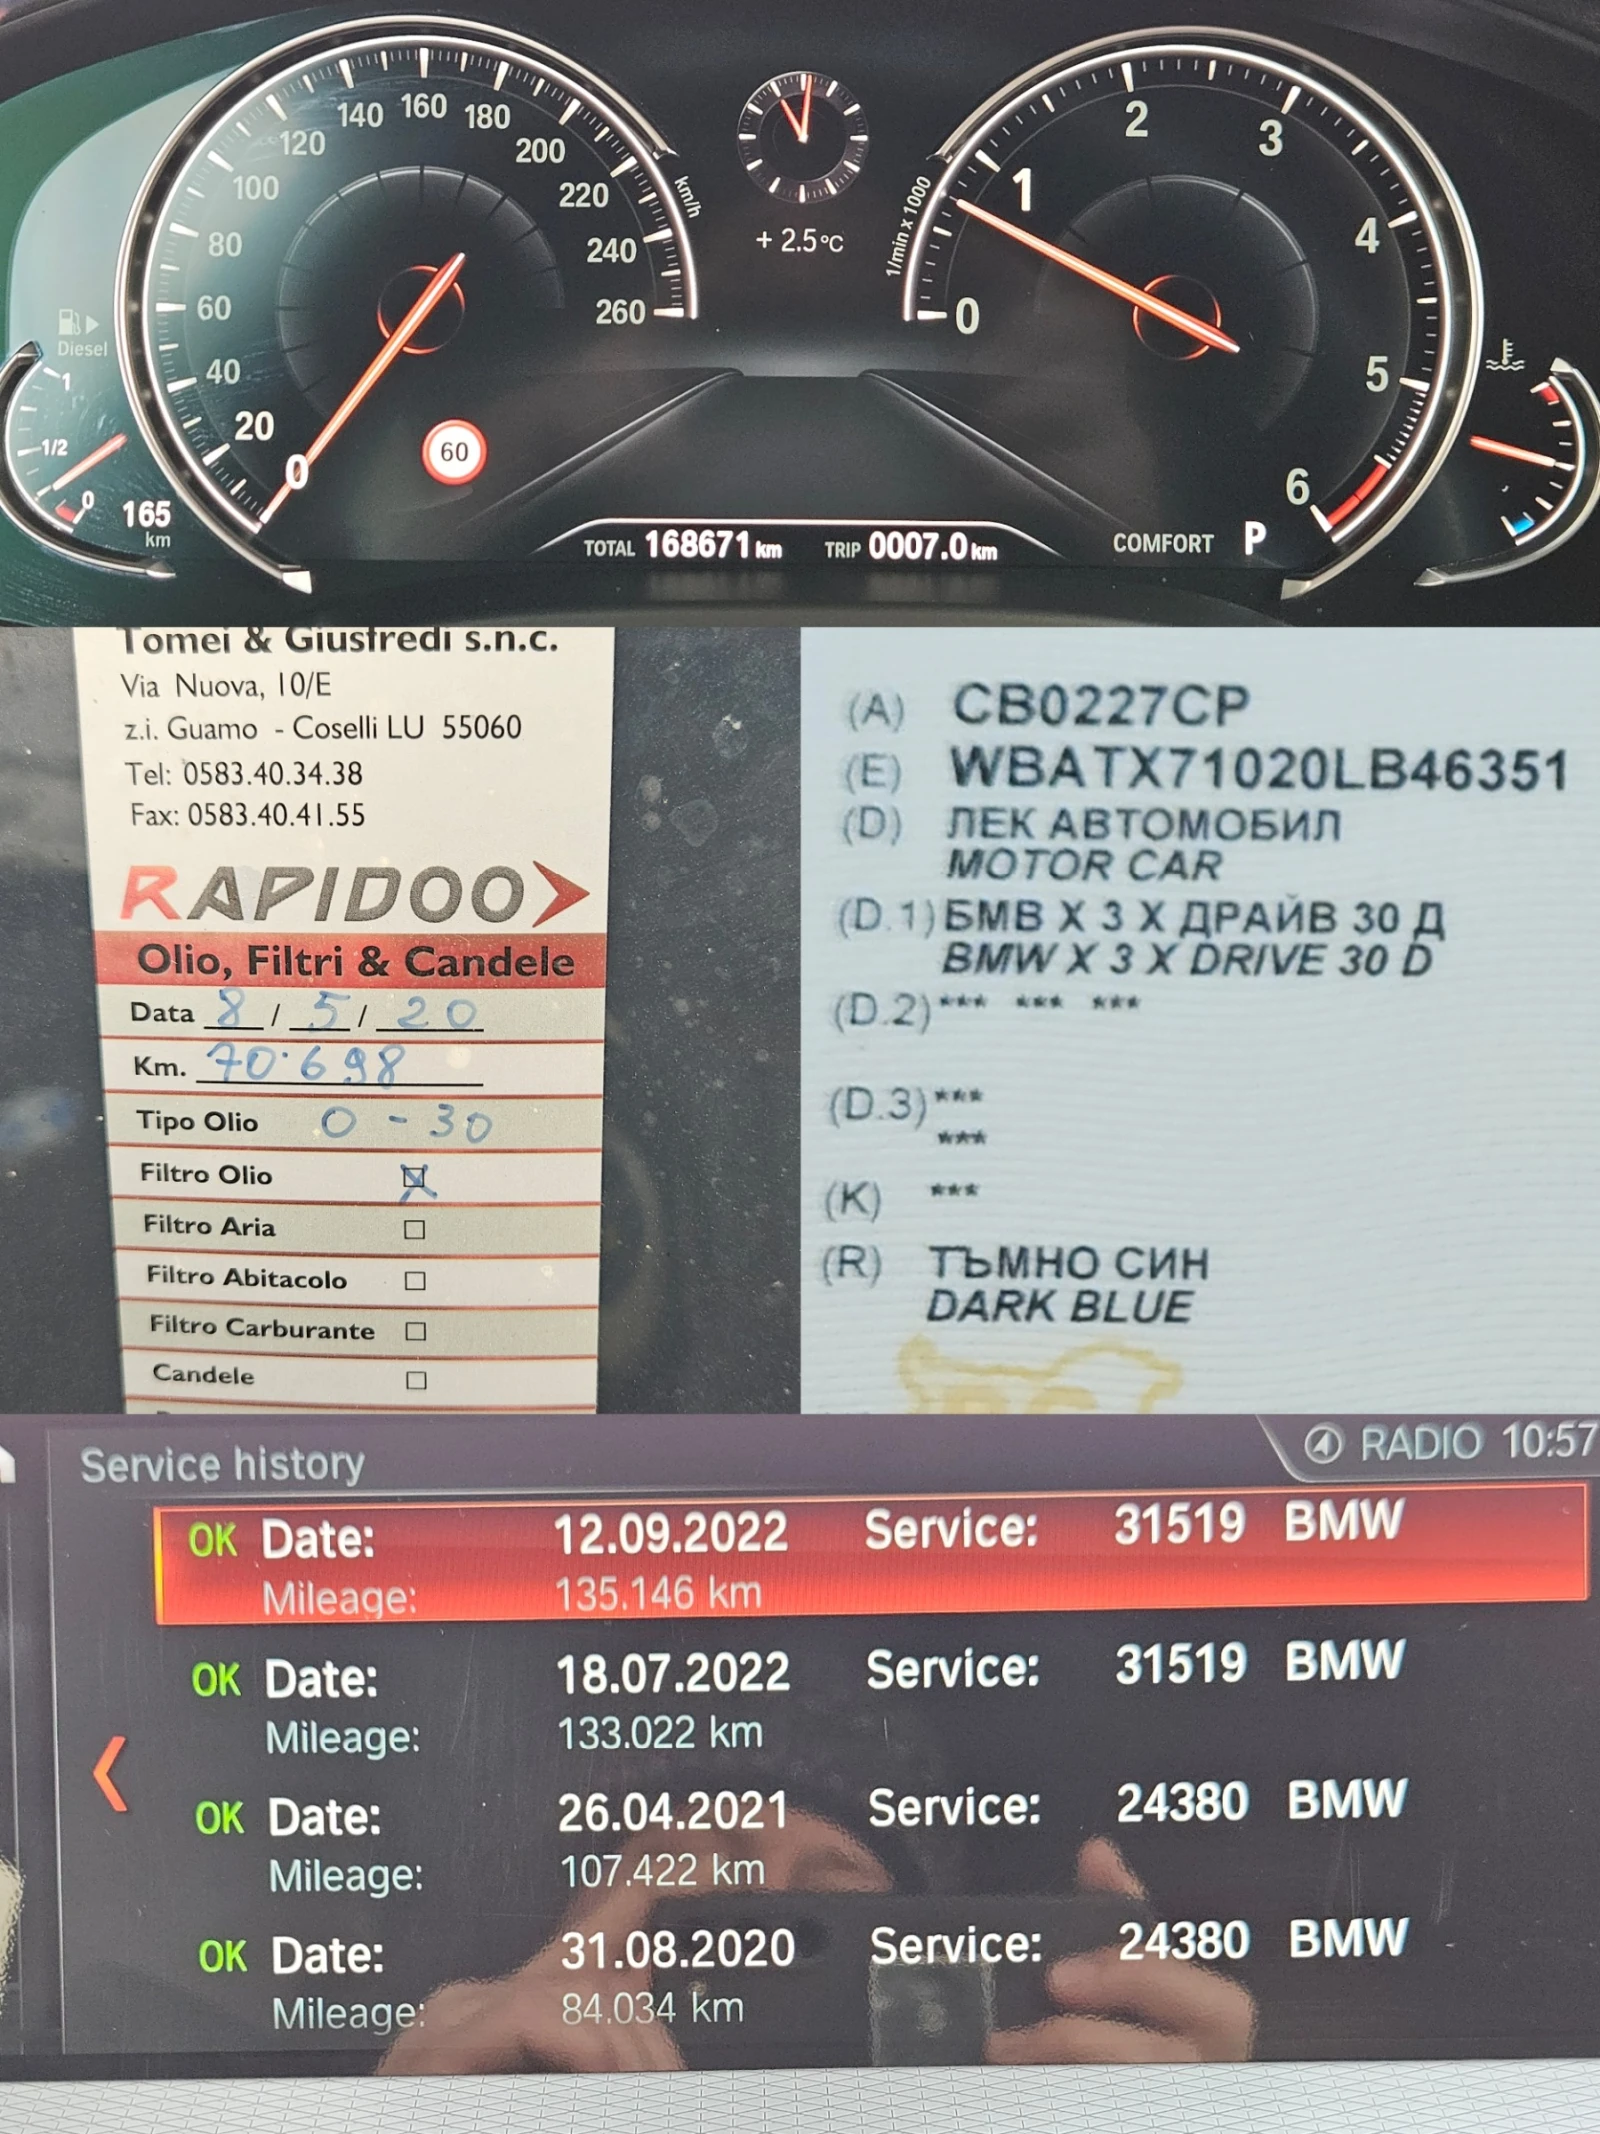 120 140 160 180 200
100 220
80 240
60 260
40
20
0
km/h
60
+ 2.5°C
1/min x 1000
0 1 2 3 4 5 6
Diesel
1
1/2
0
165
km
TOTAL 168671 km TRIP 0007.0 km
COMFORT P
Tomei & Giusfredi s.n.c.
Via Nuova, 10/E
z.i. Guamo - Coselli LU 55060
Tel: 0583.40.34.38
Fax: 0583.40.41.55
RAPIDOO
Olio, Filtri & Candele
Data 8 / 5 / 20
Km. 70.698
Tipo Olio 0 - 30
Filtro Olio
Filtro Aria
Filtro Abitacolo
Filtro Carburante
Candele
(A) CB0227CP
(E) WBATX71020LB46351
(D) ЛЕК АВТОМОБИЛ
MOTOR CAR
(D.1) БМВ X 3 X ДРАЙВ 30 Д
BMW X 3 X DRIVE 30 D
(D.2) *** *** ***
(D.3) ***
***
(K) ***
(R) ТЪМНО СИН
DARK BLUE
Service history
RADIO 10:57
OK Date: 12.09.2022 Service: 31519 BMW
Mileage: 135.146 km
OK Date: 18.07.2022 Service: 31519 BMW
Mileage: 133.022 km
OK Date: 26.04.2021 Service: 24380 BMW
Mileage: 107.422 km
OK Date: 31.08.2020 Service: 24380 BMW
Mileage: 84.034 km